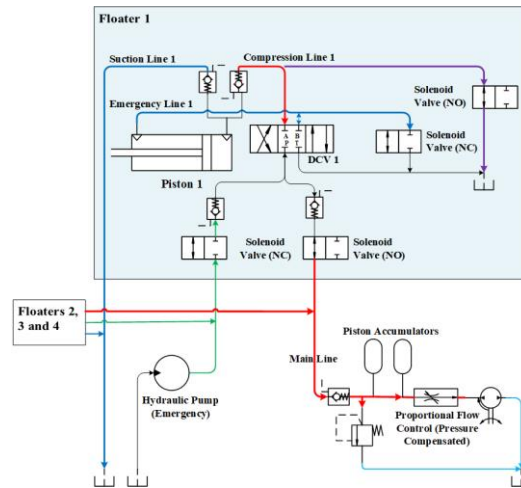 Floater 1
Suction Line 1
Compression Line 1
Solenoid
Valve (NO)
Emergency Line 1
A B
P T
DCV 1
Solenoid
Valve (NC)
Piston 1
Solenoid
Valve (NC)
Solenoid
Valve (NO)
Floaters 2,
3 and 4
Piston Accumulators
Main Line
Hydraulic Pump
(Emergency)
Proportional Flow
Control (Pressure
Compensated)